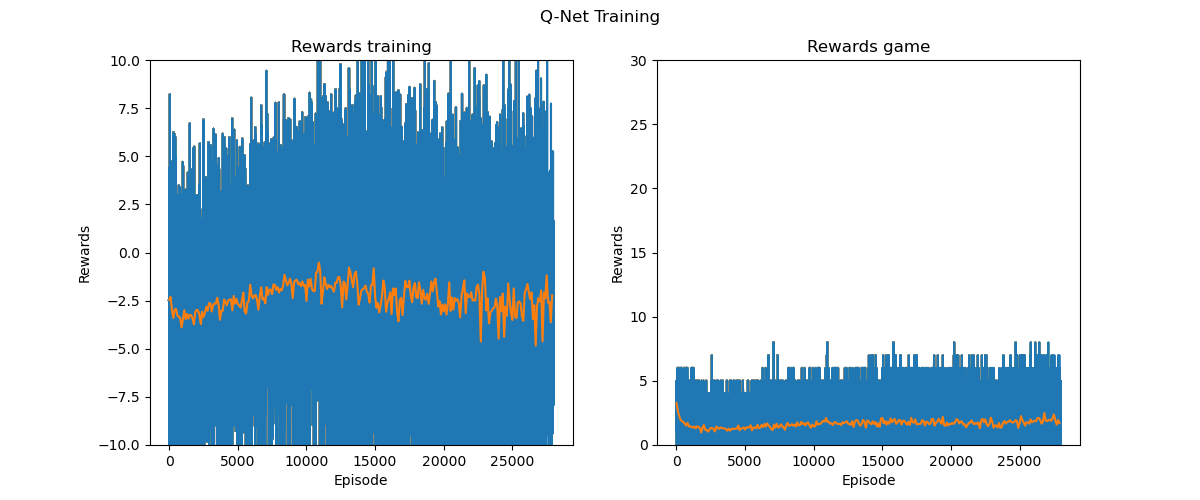 Q-Net Training
Rewards training
Rewards
10.0
7.5
5.0
2.5
0.0
−2.5
−5.0
−7.5
−10.0
0 5000 10000 15000 20000 25000
Episode
Rewards game
Rewards
30
25
20
15
10
5
0
0 5000 10000 15000 20000 25000
Episode